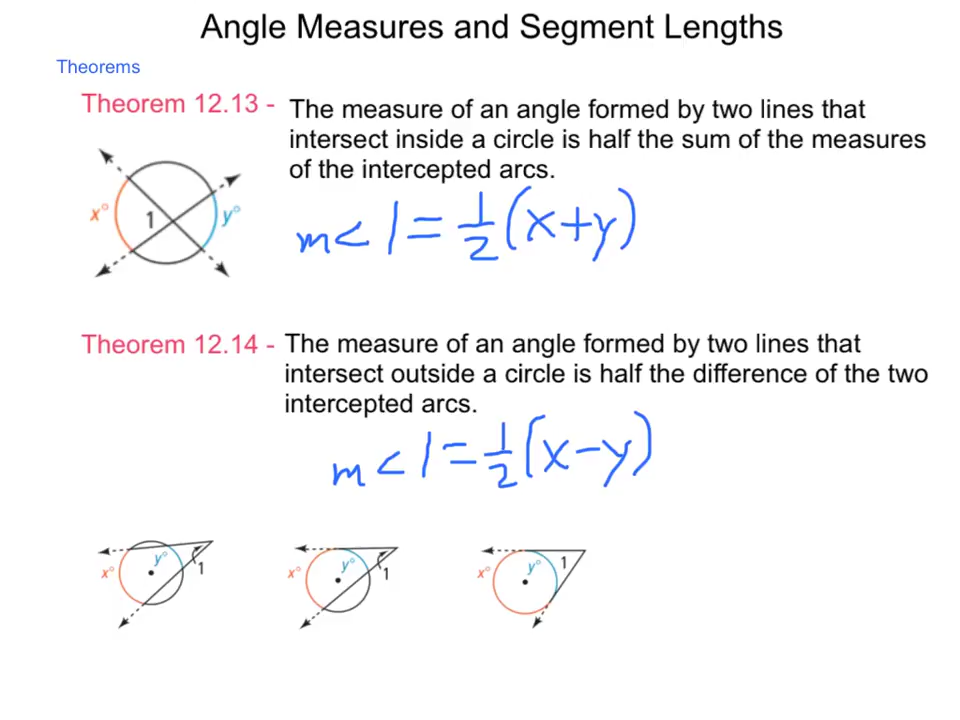 Angle Measures and Segment Lengths
Theorems
Theorem 12.13 - The measure of an angle formed by two lines that
intersect inside a circle is half the sum of the measures
of the intercepted arcs.
x° 1 y°
m< 1 = 1/2 (x+y)
Theorem 12.14 - The measure of an angle formed by two lines that
intersect outside a circle is half the difference of the two
intercepted arcs.
m< 1 = 1/2 (x-y)
x° y° 1 x° y° 1 x° y° 1